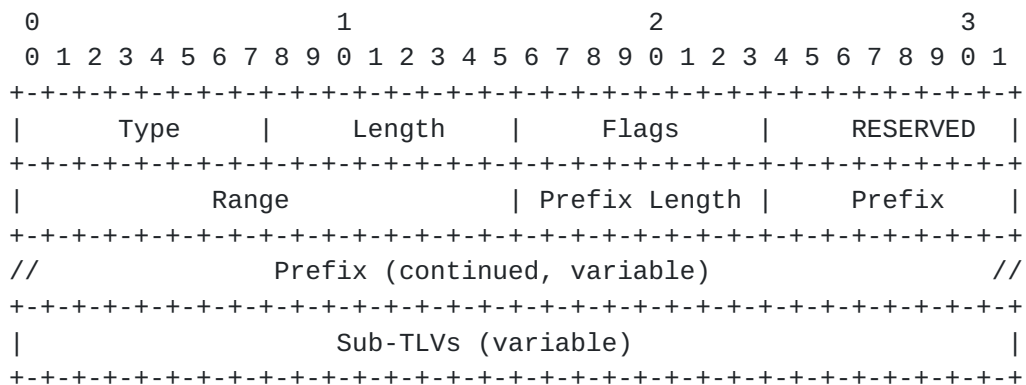 0                   1                   2                   3
 0 1 2 3 4 5 6 7 8 9 0 1 2 3 4 5 6 7 8 9 0 1 2 3 4 5 6 7 8 9 0 1
+-+-+-+-+-+-+-+-+-+-+-+-+-+-+-+-+-+-+-+-+-+-+-+-+-+-+-+-+-+-+-+-+
|      Type     |     Length    |     Flags     |     RESERVED  |
+-+-+-+-+-+-+-+-+-+-+-+-+-+-+-+-+-+-+-+-+-+-+-+-+-+-+-+-+-+-+-+-+
|            Range              | Prefix Length |     Prefix    |
+-+-+-+-+-+-+-+-+-+-+-+-+-+-+-+-+-+-+-+-+-+-+-+-+-+-+-+-+-+-+-+-+
//               Prefix (continued, variable)                  //
+-+-+-+-+-+-+-+-+-+-+-+-+-+-+-+-+-+-+-+-+-+-+-+-+-+-+-+-+-+-+-+-+
|                    Sub-TLVs (variable)                        |
+-+-+-+-+-+-+-+-+-+-+-+-+-+-+-+-+-+-+-+-+-+-+-+-+-+-+-+-+-+-+-+-+